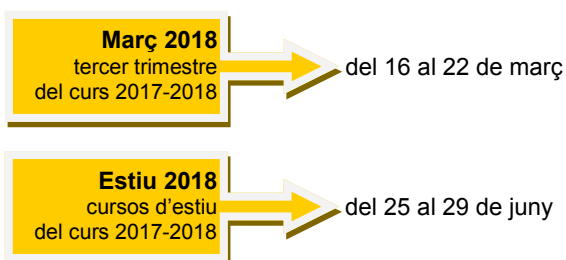 Març 2018
tercer trimestre
del curs 2017-2018
del 16 al 22 de març
Estiu 2018
cursos d’estiu
del curs 2017-2018
del 25 al 29 de juny